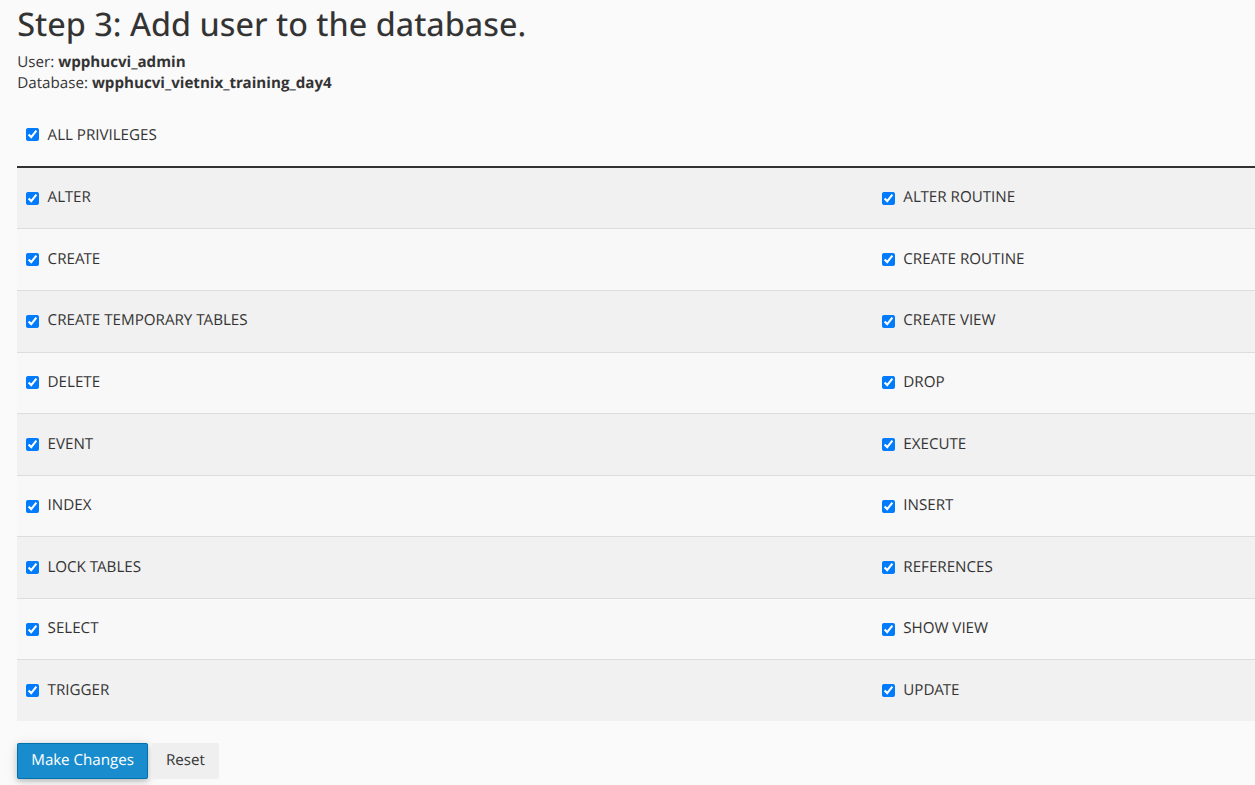 Step 3: Add user to the database.
User: wpphucvi_admin
Database: wpphucvi_vietnix_training_day4
ALL PRIVILEGES
ALTER ALTER ROUTINE
CREATE CREATE ROUTINE
CREATE TEMPORARY TABLES CREATE VIEW
DELETE DROP
EVENT EXECUTE
INDEX INSERT
LOCK TABLES REFERENCES
SELECT SHOW VIEW
TRIGGER UPDATE
Make Changes Reset